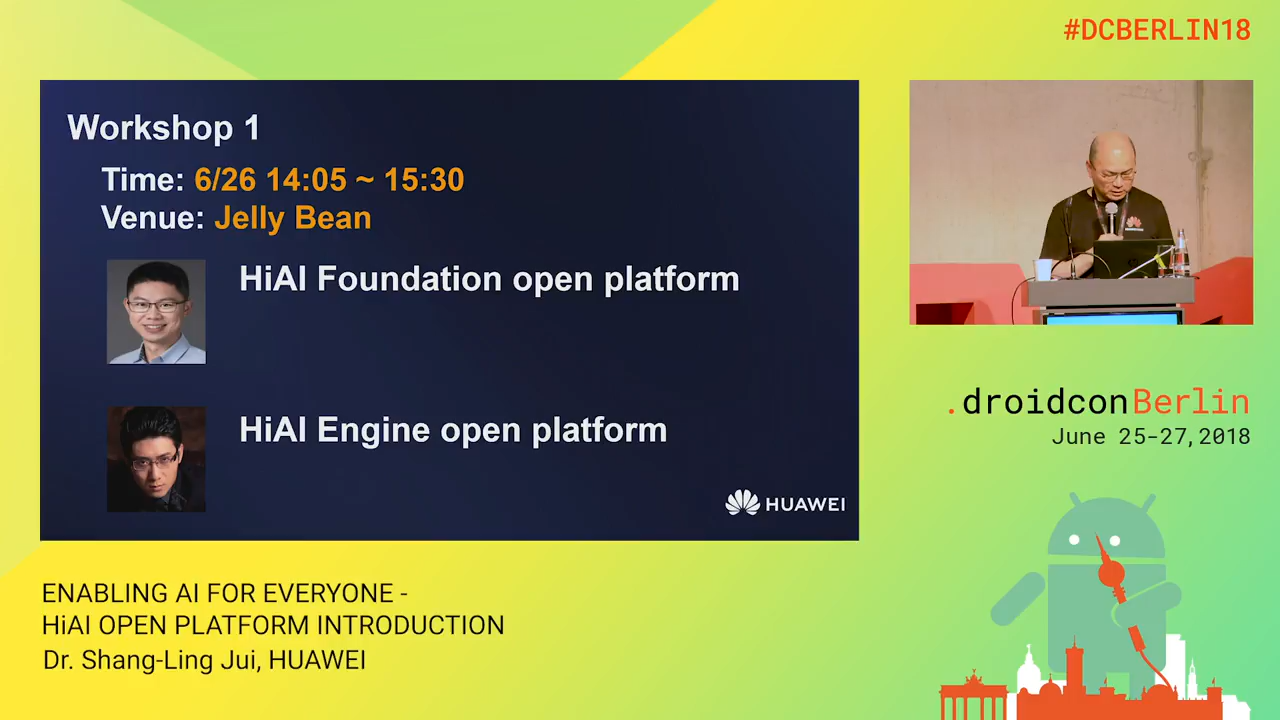 #DCBERLIN18
Workshop 1
Time: 6/26 14:05 ~ 15:30
Venue: Jelly Bean
HiAI Foundation open platform
HiAI Engine open platform
HUAWEI
.droidconBerlin
June 25-27, 2018
ENABLING AI FOR EVERYONE -
HiAI OPEN PLATFORM INTRODUCTION
Dr. Shang-Ling Jui, HUAWEI